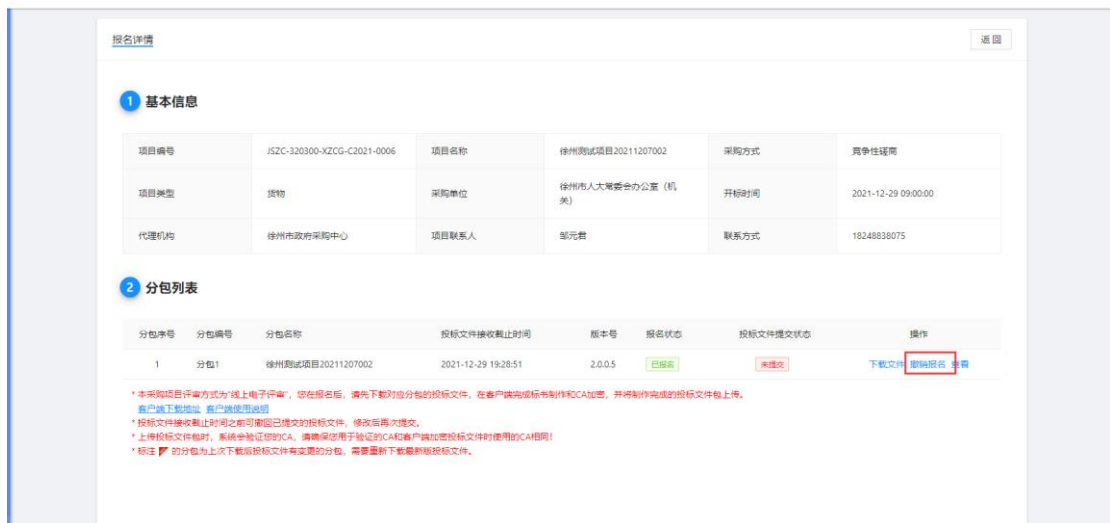 报名详情 返回
1 基本信息
项目编号 JSZC-320300-XZCG-C2021-0006 项目名称 徐州测试项目20211207002 采购方式 竞争性磋商
项目类型 货物 采购单位 徐州市人大常委会办公室（机关） 开标时间 2021-12-29 09:00:00
代理机构 徐州市政府采购中心 项目联系人 邹元君 联系方式 18248838075
2 分包列表
分包序号 分包编号 分包名称 投标文件接收截止时间 版本号 报名状态 投标文件提交状态 操作
1 分包1 徐州测试项目20211207002 2021-12-29 19:28:51 2.0.0.5 已报名 未提交 下载文件 撤销报名 查看
* 本采购项目评审方式为"线上电子评审"，您在报名后，请先下载对应分包的投标文件，在客户端完成标书制作和CA加密，并将制作完成的投标文件包上传。
客户端下载地址 客户端使用说明
* 投标文件接收截止时间之前可撤回已提交的投标文件，修改后再次提交。
* 上传投标文件包时，系统会验证您的CA，请确保您用于验证的CA和客户端加密投标文件时使用的CA相同！
* 标注 的分包为上次下载后投标文件有变更的分包，需要重新下载最新版投标文件。